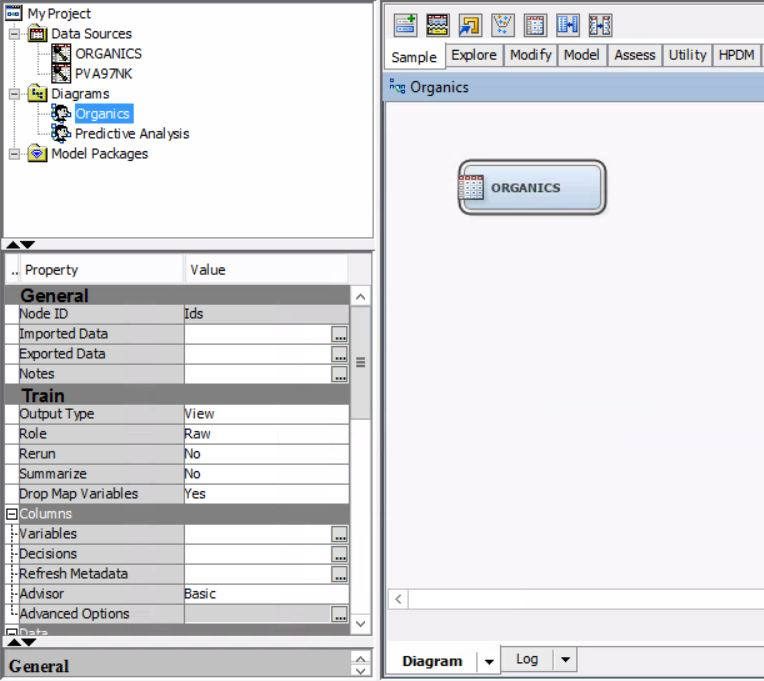 My Project
Data Sources
ORGANICS
PVA97NK
Diagrams
Organics
Predictive Analysis
Model Packages
.. Property Value
General
Node ID Ids
Imported Data ...
Exported Data ...
Notes ...
Train
Output Type View
Role Raw
Rerun No
Summarize No
Drop Map Variables Yes
Columns
Variables ...
Decisions ...
Refresh Metadata ...
Advisor Basic
Advanced Options ...
Data
General
Sample Explore Modify Model Assess Utility HPDM
Organics
ORGANICS
Diagram Log